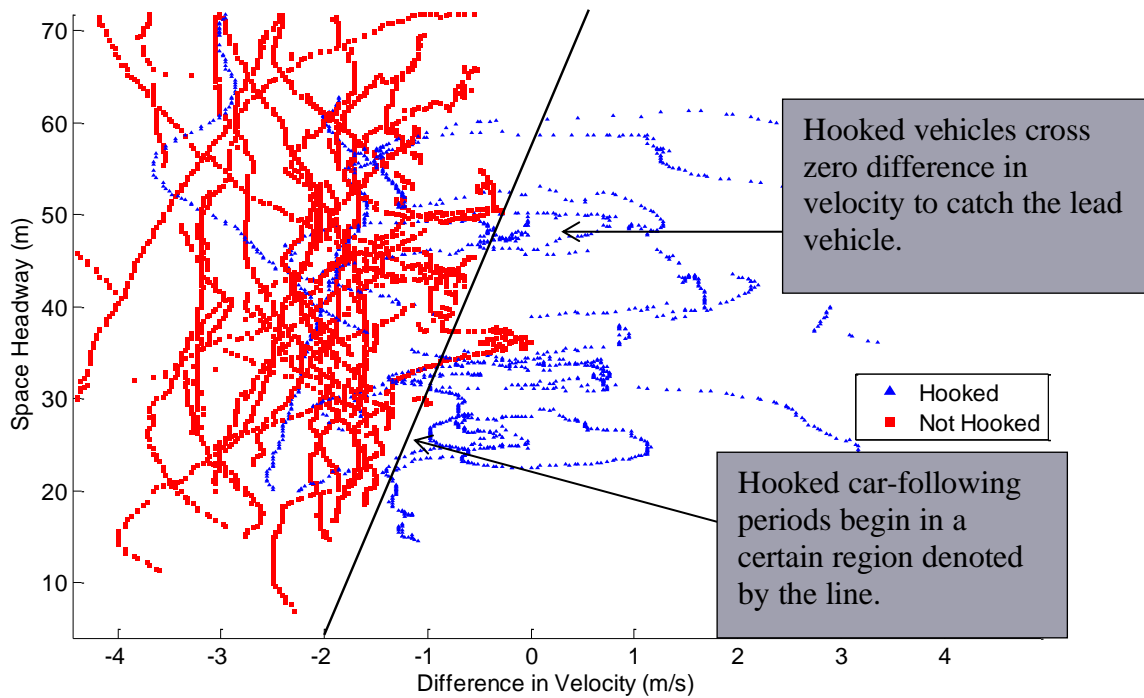 70
60
50
40
30
20
10
Space Headway (m)
Hooked vehicles cross
zero difference in
velocity to catch the lead
vehicle.
Hooked
Not Hooked
Hooked car-following
periods begin in a
certain region denoted
by the line.
-4 -3 -2 -1 0 1 2 3 4
Difference in Velocity (m/s)